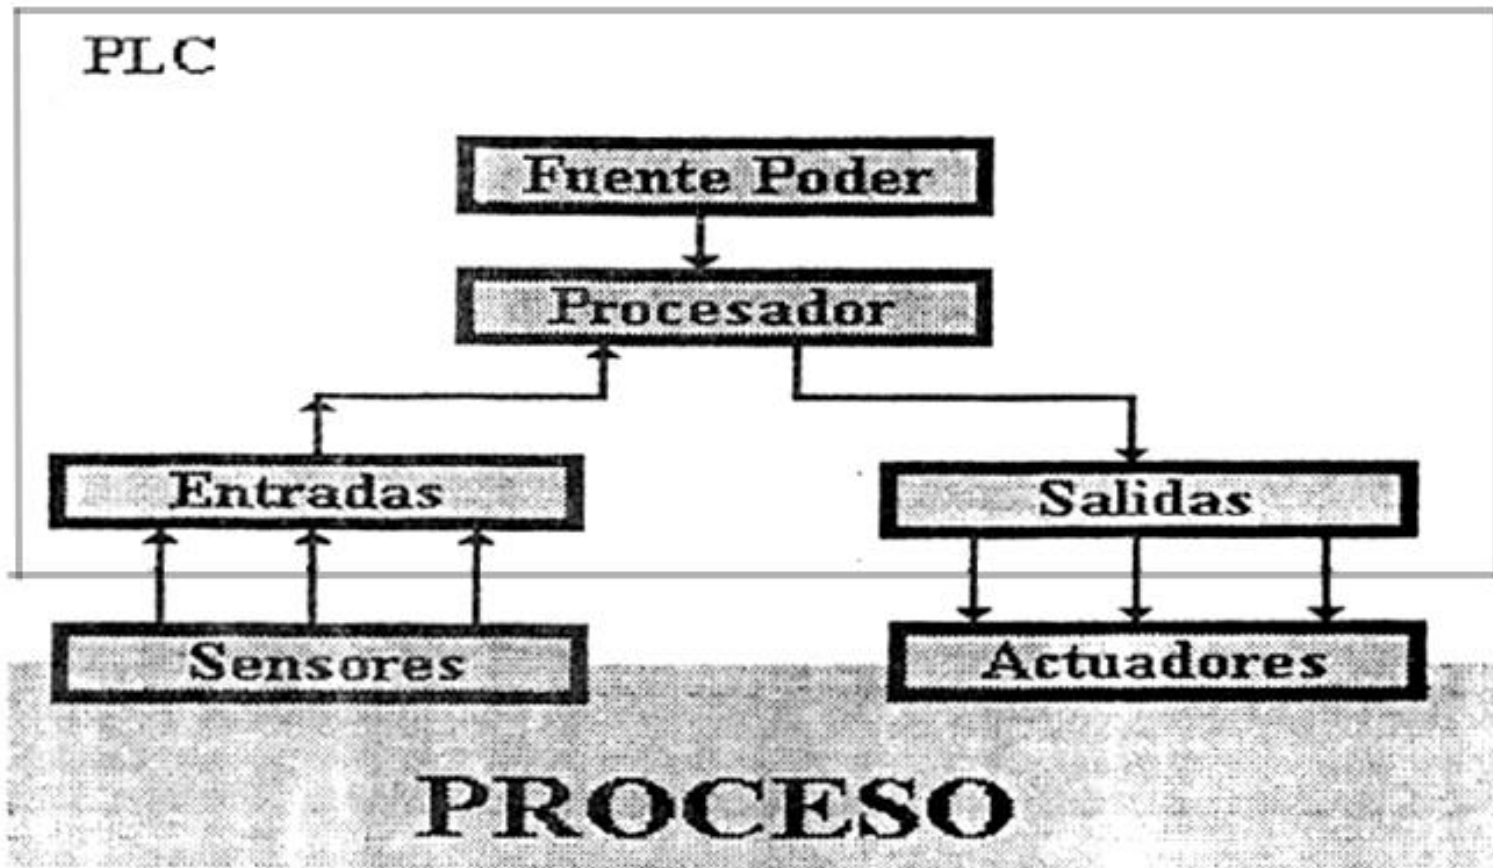 PLC
Fuente Poder
Procesador
Entradas
Salidas
Sensores
Actuadores
PROCESO